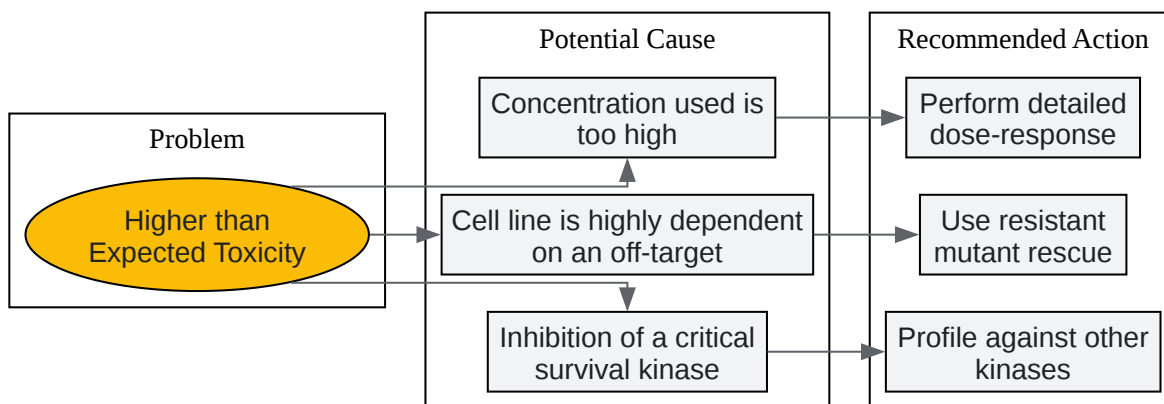 Problem
Higher than
Expected Toxicity
Potential Cause
Concentration used is
too high
Cell line is highly dependent
on an off-target
Inhibition of a critical
survival kinase
Recommended Action
Perform detailed
dose-response
Use resistant
mutant rescue
Profile against other
kinases